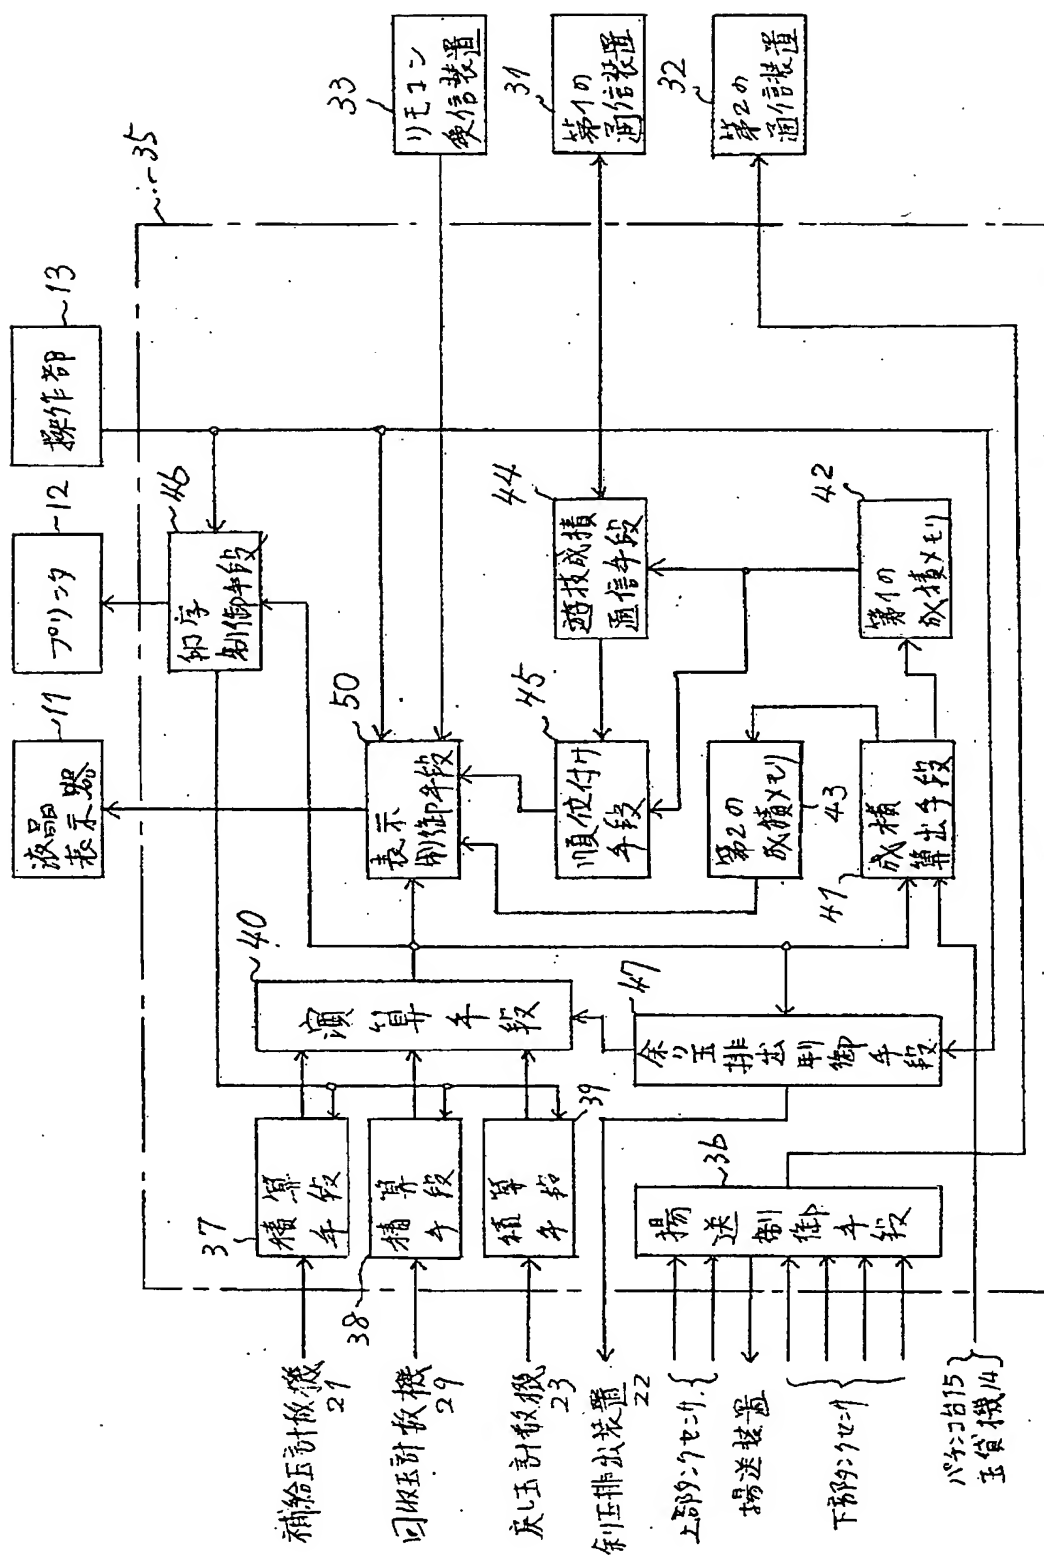 補給玉計数機
21
回収玉計数機
29
戻し玉計数機
23
余り玉排出装置
22
上部タンクセンサ
揚送装置
下部タンクセンサ
パチンコ台15
玉貸機14
37
積算
手段
38
積算
手段
39
積算
手段
36
揚送制御手段
40
演算手段
47
余り玉排出制御手段
41
成績
算出手段
43
第2の
成績メモリ
42
第1の
成績メモリ
45
順位付け
手段
44
遊技成績
通信手段
50
表示
制御手段
46
印字
制御手段
11
液晶
表示器
12
プリンタ
13
操作部
35
33
リモコン
受信装置
31
第1の
通信装置
32
第2の
通信装置